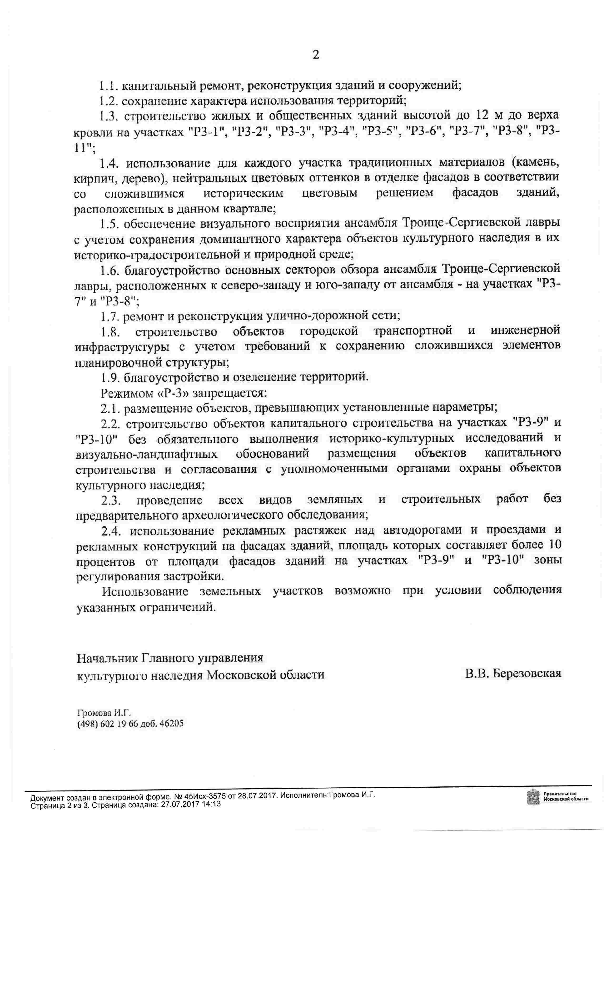 2
1.1. капитальный ремонт, реконструкция зданий и сооружений;
1.2. сохранение характера использования территорий;
1.3. строительство жилых и общественных зданий высотой до 12 м до верха
кровли на участках "РЗ-1", "РЗ-2", "РЗ-3", "РЗ-4", "РЗ-5", "РЗ-6", "РЗ-7", "РЗ-8", "РЗ-
11";
1.4. использование для каждого участка традиционных материалов (камень,
кирпич, дерево), нейтральных цветовых оттенков в отделке фасадов в соответствии
со сложившимся историческим цветовым решением фасадов зданий,
расположенных в данном квартале;
1.5. обеспечение визуального восприятия ансамбля Троице-Сергиевской лавры
с учетом сохранения доминантного характера объектов культурного наследия в их
историко-градостроительной и природной среде;
1.6. благоустройство основных секторов обзора ансамбля Троице-Сергиевской
лавры, расположенных к северо-западу и юго-западу от ансамбля - на участках "РЗ-
7" и "РЗ-8";
1.7. ремонт и реконструкция улично-дорожной сети;
1.8. строительство объектов городской транспортной и инженерной
инфраструктуры с учетом требований к сохранению сложившихся элементов
планировочной структуры;
1.9. благоустройство и озеленение территорий.
Режимом «Р-3» запрещается:
2.1. размещение объектов, превышающих установленные параметры;
2.2. строительство объектов капитального строительства на участках "РЗ-9" и
"РЗ-10" без обязательного выполнения историко-культурных исследований и
визуально-ландшафтных обоснований размещения объектов капитального
строительства и согласования с уполномоченными органами охраны объектов
культурного наследия;
2.3. проведение всех видов земляных и строительных работ без
предварительного археологического обследования;
2.4. использование рекламных растяжек над автодорогами и проездами и
рекламных конструкций на фасадах зданий, площадь которых составляет более 10
процентов от площади фасадов зданий на участках "РЗ-9" и "РЗ-10" зоны
регулирования застройки.
Использование земельных участков возможно при условии соблюдения
указанных ограничений.
Начальник Главного управления
культурного наследия Московской области В.В. Березовская
Громова И.Г.
(498) 602 19 66 доб. 46205
Документ создан в электронной форме. № 45Исх-3575 от 28.07.2017. Исполнитель:Громова И.Г.
Страница 2 из 3. Страница создана: 27.07.2017 14:13
Правительство
Московской области